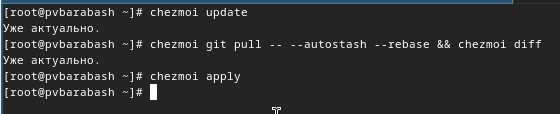 [root@pvbarabash ~]# chezmoi update
Уже актуально.
[root@pvbarabash ~]# chezmoi git pull -- --autostash --rebase && chezmoi diff
Уже актуально.
[root@pvbarabash ~]# chezmoi apply
[root@pvbarabash ~]#